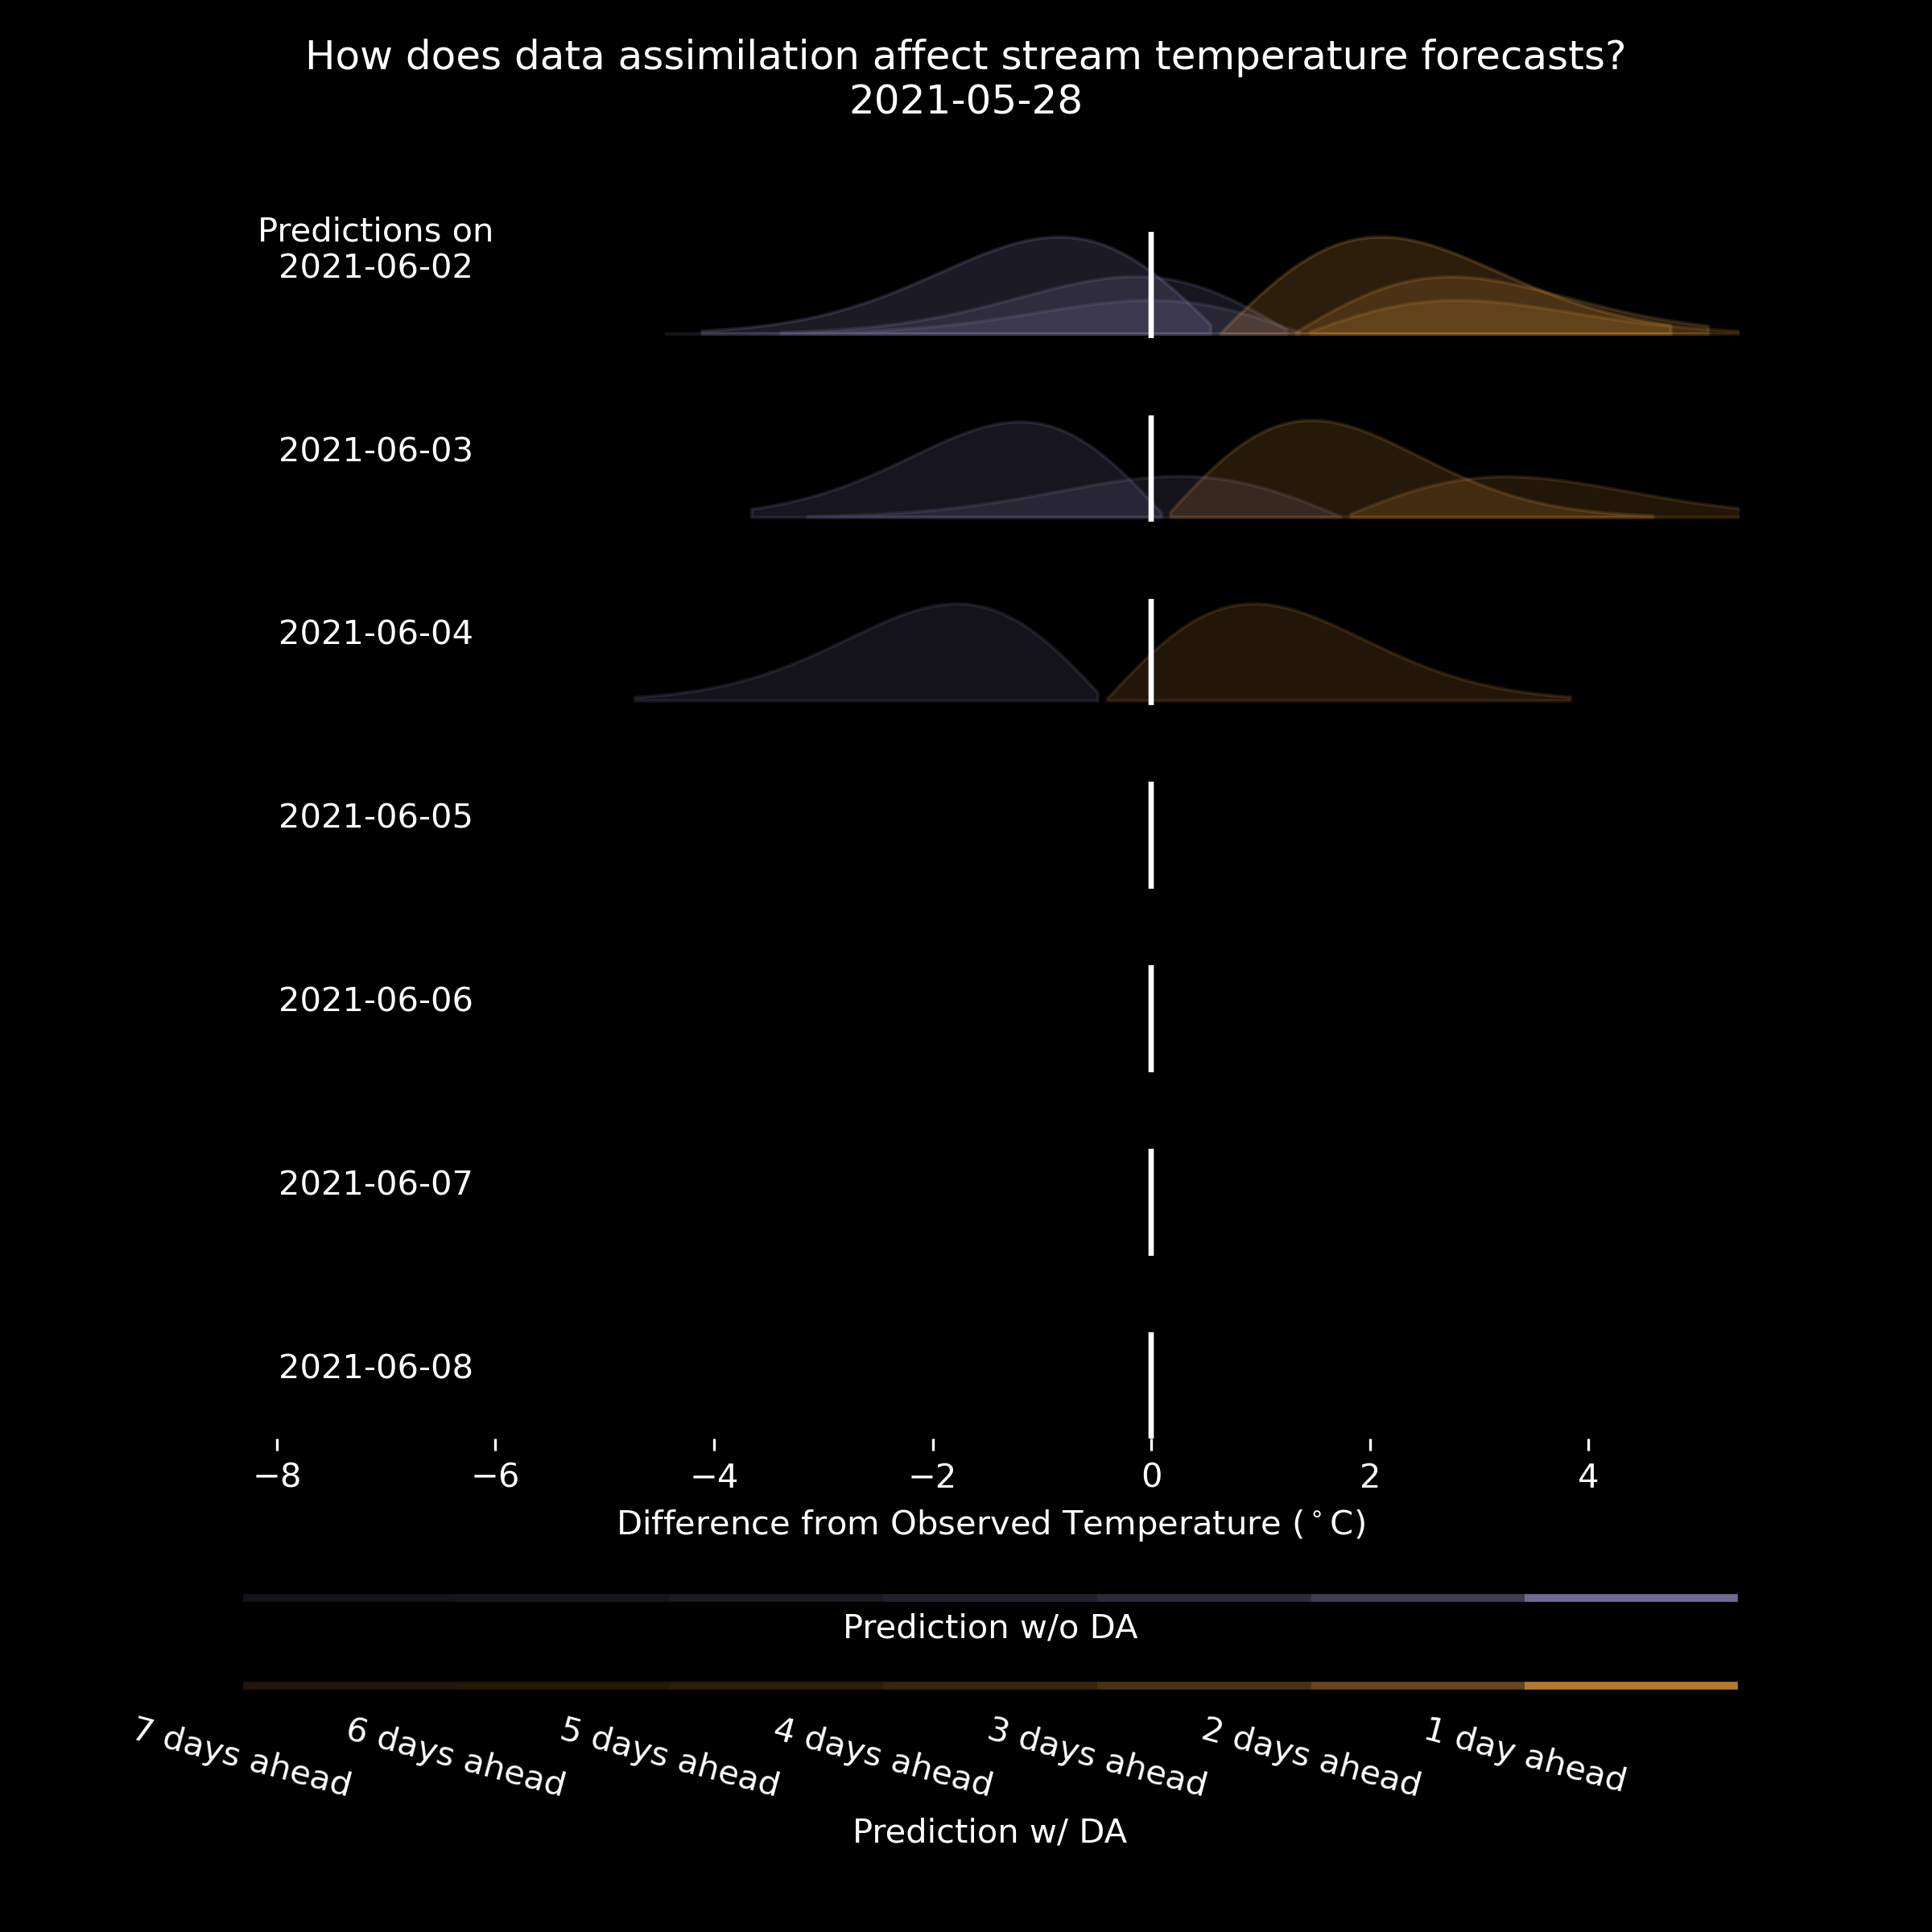 How does data assimilation affect stream temperature forecasts?
2021-05-28
Predictions on
2021-06-02
2021-06-03
2021-06-04
2021-06-05
2021-06-06
2021-06-07
2021-06-08
−8 −6 −4 −2 0 2 4
Difference from Observed Temperature (°C)
Prediction w/o DA
7 days ahead 6 days ahead 5 days ahead 4 days ahead 3 days ahead 2 days ahead 1 day ahead
Prediction w/ DA